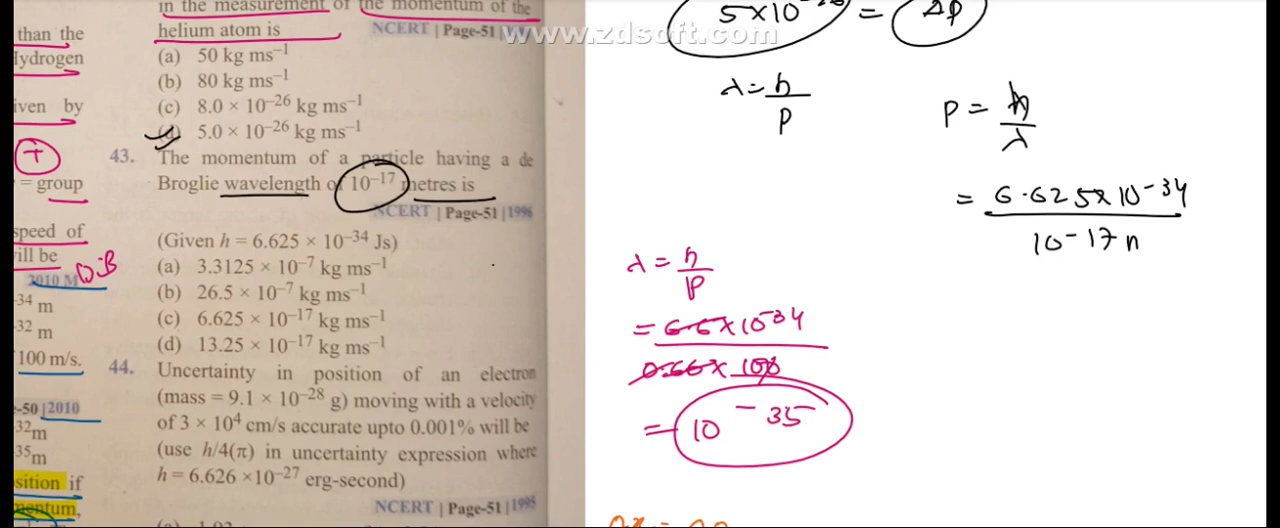 in the measurement of the momentum of the
helium atom is NCERT | Page-51 |
(a) 50 kg ms⁻¹
(b) 80 kg ms⁻¹
(c) 8.0 × 10⁻²⁶ kg ms⁻¹
5.0 × 10⁻²⁶ kg ms⁻¹
43. The momentum of a particle having a de
Broglie wavelength of 10⁻¹⁷ metres is
NCERT | Page-51 | 1996
(Given h = 6.625 × 10⁻³⁴ Js)
(a) 3.3125 × 10⁻⁷ kg ms⁻¹
(b) 26.5 × 10⁻⁷ kg ms⁻¹
(c) 6.625 × 10⁻¹⁷ kg ms⁻¹
(d) 13.25 × 10⁻¹⁷ kg ms⁻¹
44. Uncertainty in position of an electron
(mass = 9.1 × 10⁻²⁸ g) moving with a velocity
of 3 × 10⁴ cm/s accurate upto 0.001% will be
(use h/4(π) in uncertainty expression where
h = 6.626 ×10⁻²⁷ erg-second)
NCERT | Page-51 | 1995
than the
Hydrogen
iven by
= group
speed of
ill be
2010 M
-34 m
-32 m
100 m/s.
-50 | 2010
32m
35m
sition if
mentum,
www.zdsoft.com
= Δp
λ = h
p
p = h
λ
= 6.625 × 10⁻³⁴
10⁻¹⁷
λ = h
p
= 6.6 × 10⁻³⁴
= 10⁻³⁵